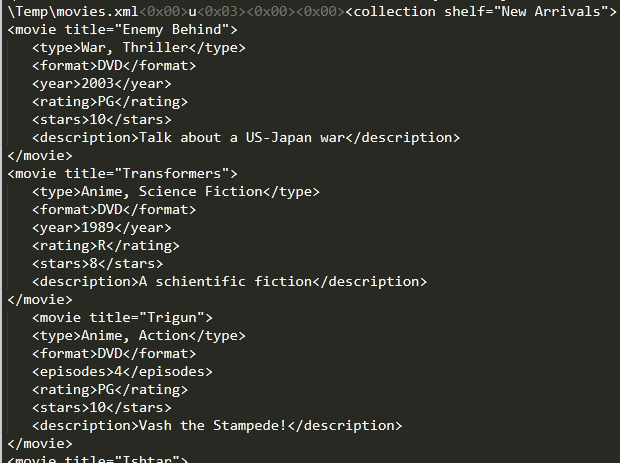 \Temp\movies.xml<0x00>u<0x03><0x00><0x00><collection shelf="New Arrivals">
<movie title="Enemy Behind">
   <type>War, Thriller</type>
   <format>DVD</format>
   <year>2003</year>
   <rating>PG</rating>
   <stars>10</stars>
   <description>Talk about a US-Japan war</description>
</movie>
<movie title="Transformers">
   <type>Anime, Science Fiction</type>
   <format>DVD</format>
   <year>1989</year>
   <rating>R</rating>
   <stars>8</stars>
   <description>A schientific fiction</description>
</movie>
   <movie title="Trigun">
   <type>Anime, Action</type>
   <format>DVD</format>
   <episodes>4</episodes>
   <rating>PG</rating>
   <stars>10</stars>
   <description>Vash the Stampede!</description>
</movie>
<movie title="Ishtar">